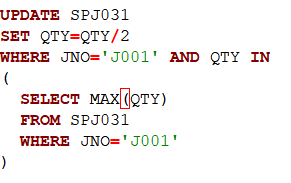 UPDATE SPJ031
SET QTY=QTY/2
WHERE JNO='J001' AND QTY IN
(
SELECT MAX(QTY)
FROM SPJ031
WHERE JNO='J001'
)